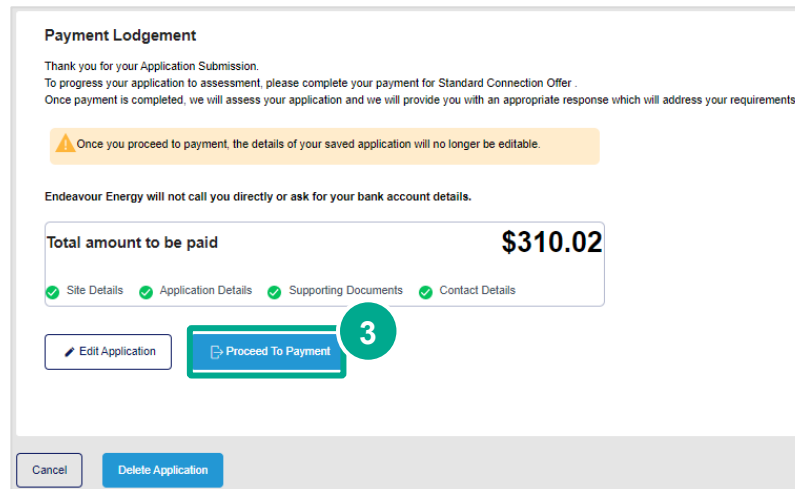 Payment Lodgement
Thank you for your Application Submission.
To progress your application to assessment, please complete your payment for Standard Connection Offer .
Once payment is completed, we will assess your application and we will provide you with an appropriate response which will address your requirements
Once you proceed to payment, the details of your saved application will no longer be editable.
Endeavour Energy will not call you directly or ask for your bank account details.
Total amount to be paid $310.02
Site Details Application Details Supporting Documents Contact Details
3
Edit Application Proceed To Payment
Cancel Delete Application